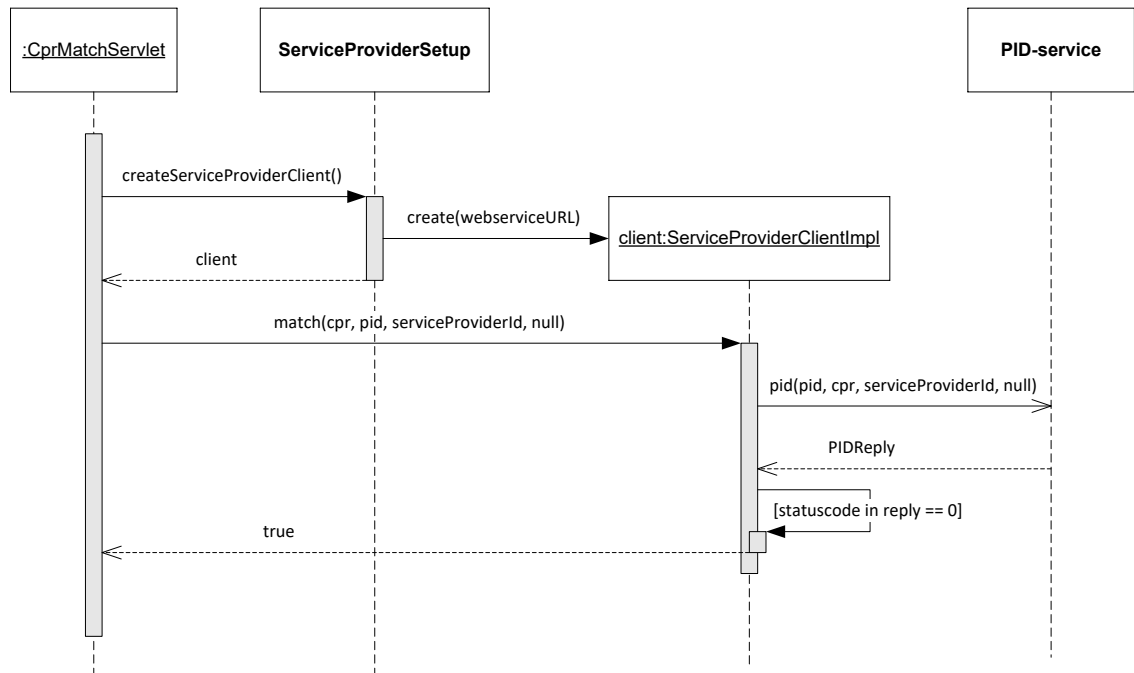 :CprMatchServlet
ServiceProviderSetup
PID-service
createServiceProviderClient()
create(webserviceURL)
client:ServiceProviderClientImpl
client
match(cpr, pid, serviceProviderId, null)
pid(pid, cpr, serviceProviderId, null)
PIDReply
[statuscode in reply == 0]
true